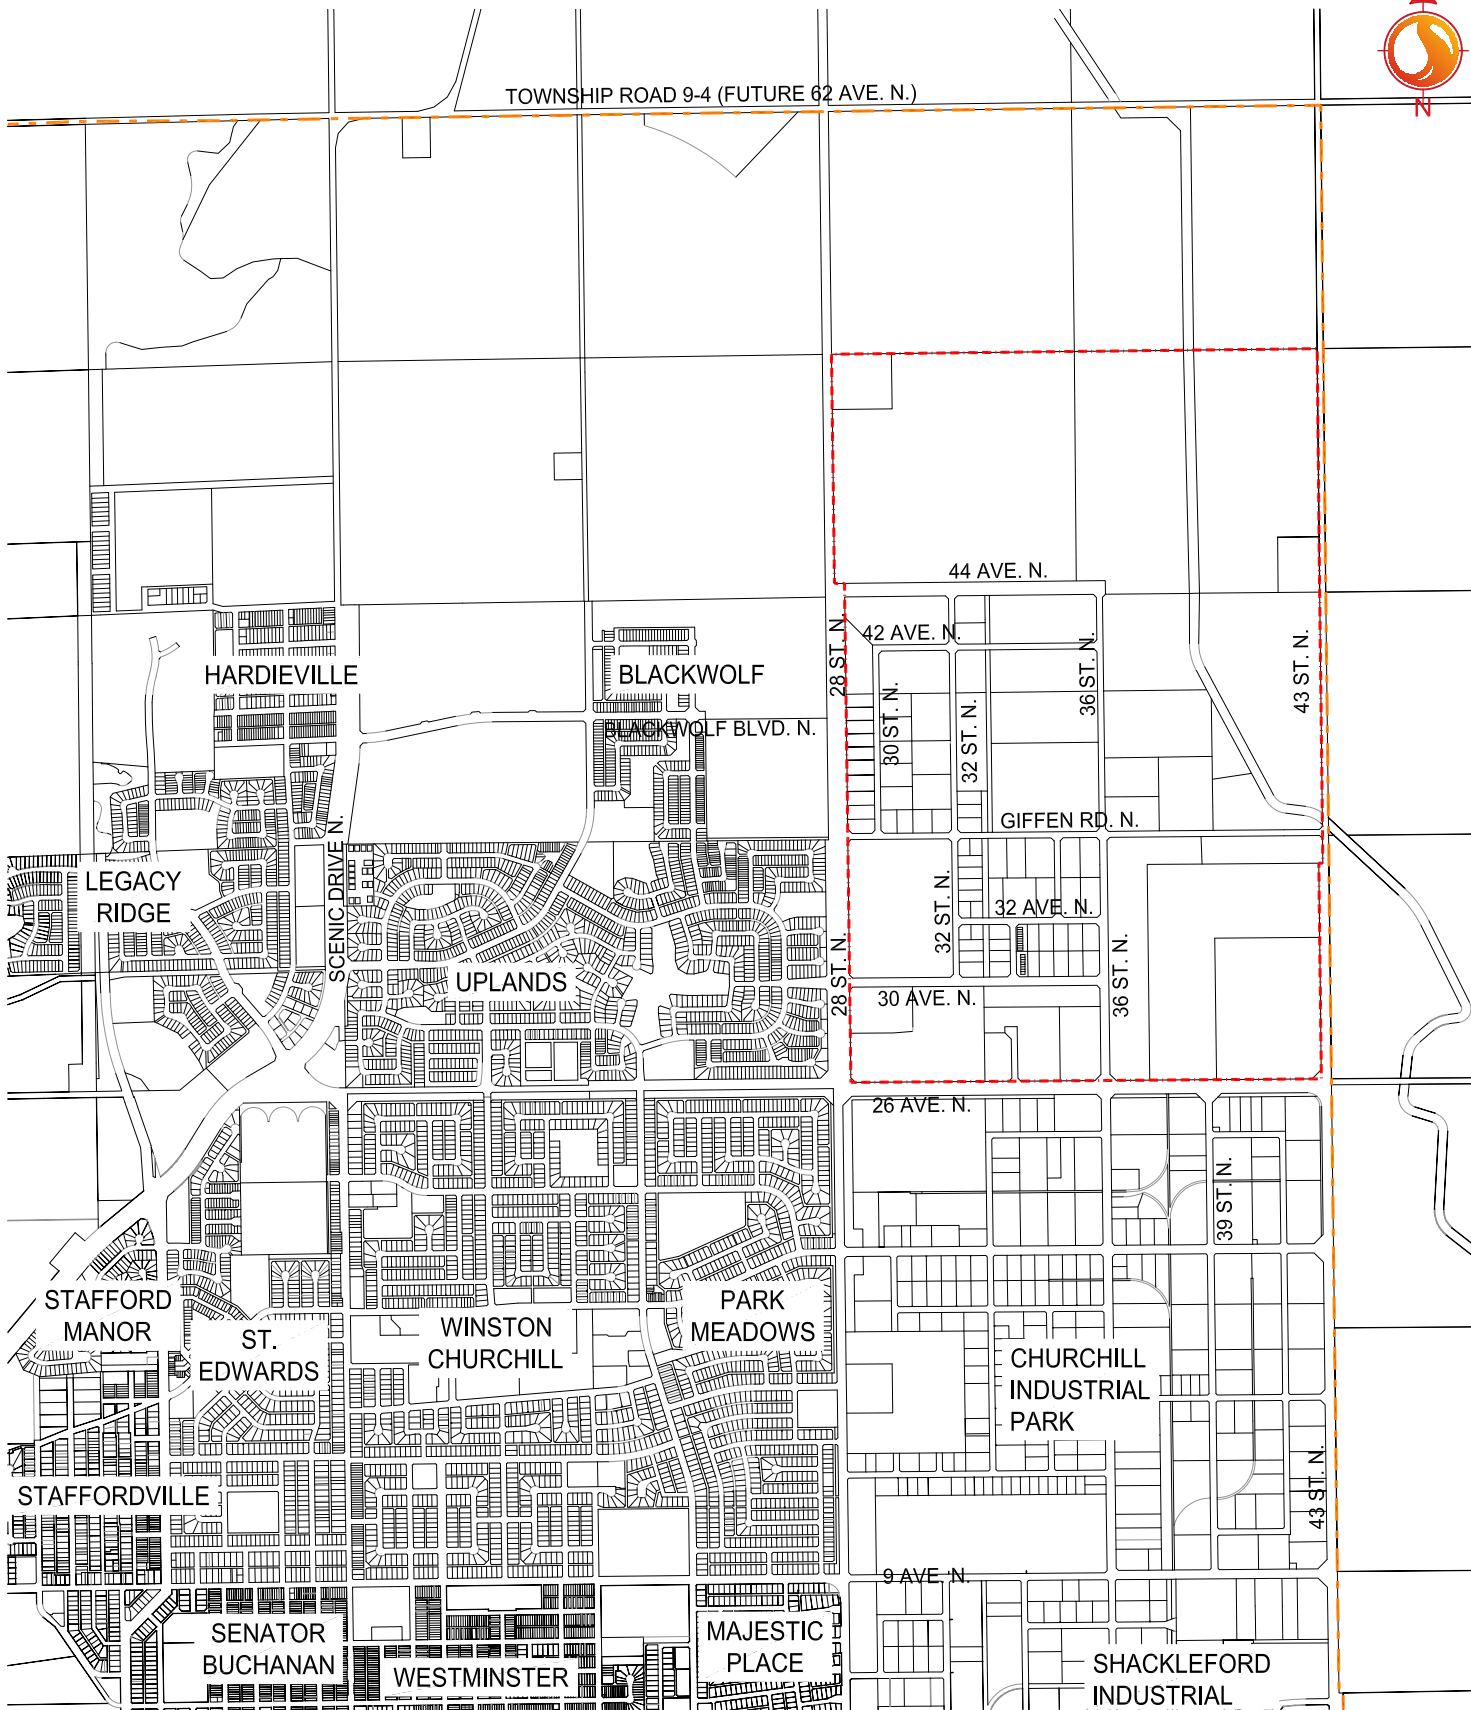 N
TOWNSHIP ROAD 9-4 (FUTURE 62 AVE. N.)
44 AVE. N.
42 AVE. N.
28 ST. N.
30 ST. N.
32 ST. N.
36 ST. N.
43 ST. N.
HARDIEVILLE
BLACKWOLF
BLACKWOLF BLVD. N.
GIFFEN RD. N.
SCENIC DRIVE N.
LEGACY
RIDGE
32 AVE. N.
32 ST. N.
28 ST. N.
36 ST. N.
UPLANDS
30 AVE. N.
26 AVE. N.
39 ST. N.
STAFFORD
MANOR
ST.
EDWARDS
WINSTON
CHURCHILL
PARK
MEADOWS
CHURCHILL
INDUSTRIAL
PARK
STAFFORDVILLE
43 ST. N.
9 AVE. N.
SENATOR
BUCHANAN
WESTMINSTER
MAJESTIC
PLACE
SHACKLEFORD
INDUSTRIAL